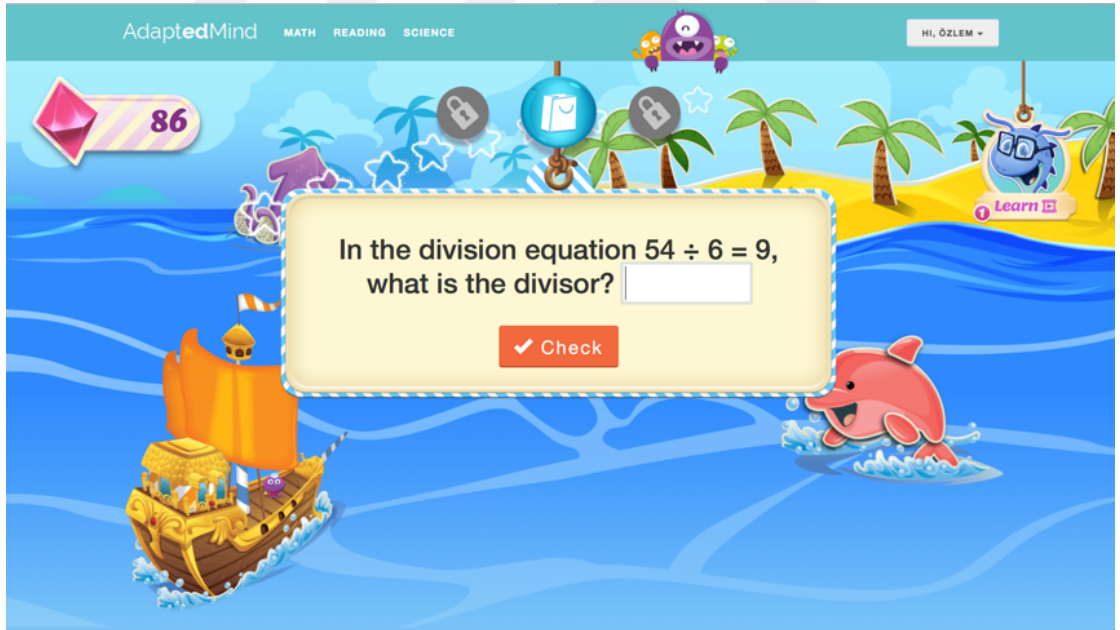 AdaptedMind MATH READING SCIENCE HI, ÖZLEM
86
1 Learn
In the division equation 54 ÷ 6 = 9,
what is the divisor?
Check